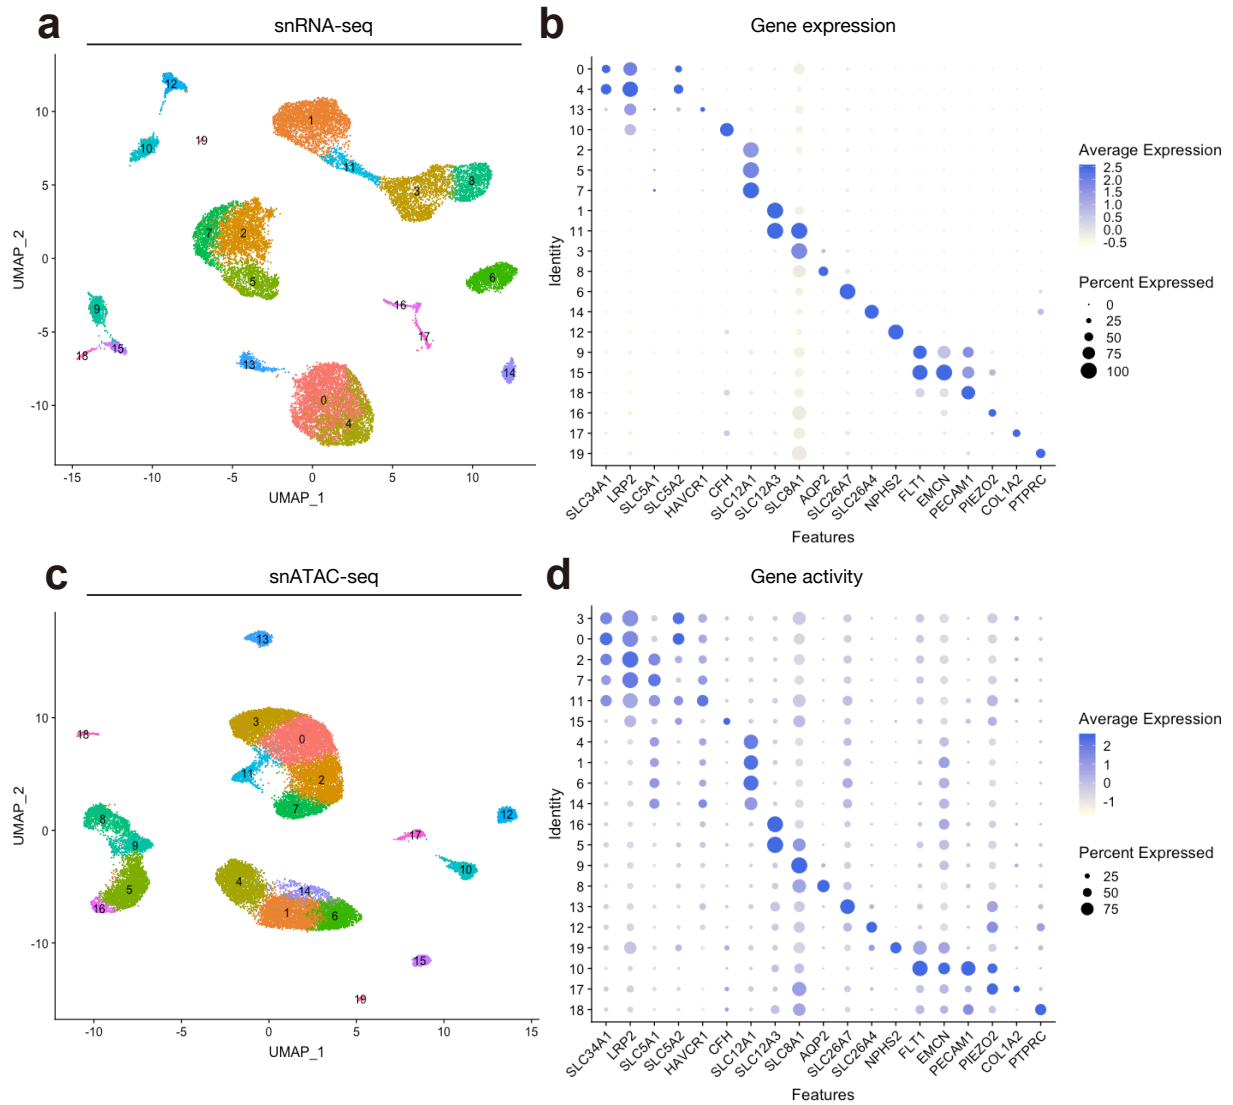 a
snRNA-seq
12
10
19
1
11
3
8
7
2
5
6
9
18
15
16
17
13
14
0
4
10
5
0
-5
-10
UMAP_2
-15
-10
-5
0
5
10
UMAP_1
b
Gene expression
0
4
13
10
2
5
7
1
11
3
8
6
14
12
9
15
18
16
17
19
Identity
SLC34A1
LRP2
SLC5A1
SLC5A2
HAVCR1
CFH
SLC12A1
SLC12A3
SLC8A1
AQP2
SLC26A7
SLC26A4
NPHS2
FLT1
EMCN
PECAM1
PIEZO2
COL1A2
PTPRC
Features
Average Expression
2.5
2.0
1.5
1.0
0.5
0.0
-0.5
Percent Expressed
0
25
50
75
100
c
snATAC-seq
13
3
0
11
2
7
18
8
9
5
16
4
14
1
6
17
12
10
15
19
10
0
-10
UMAP_2
-10
-5
0
5
10
15
UMAP_1
d
Gene activity
3
0
2
7
11
15
4
1
6
14
16
5
9
8
13
12
19
10
17
18
Identity
SLC34A1
LRP2
SLC5A1
SLC5A2
HAVCR1
CFH
SLC12A1
SLC12A3
SLC8A1
AQP2
SLC26A7
SLC26A4
NPHS2
FLT1
EMCN
PECAM1
PIEZO2
COL1A2
PTPRC
Features
Average Expression
2
1
0
-1
Percent Expressed
25
50
75